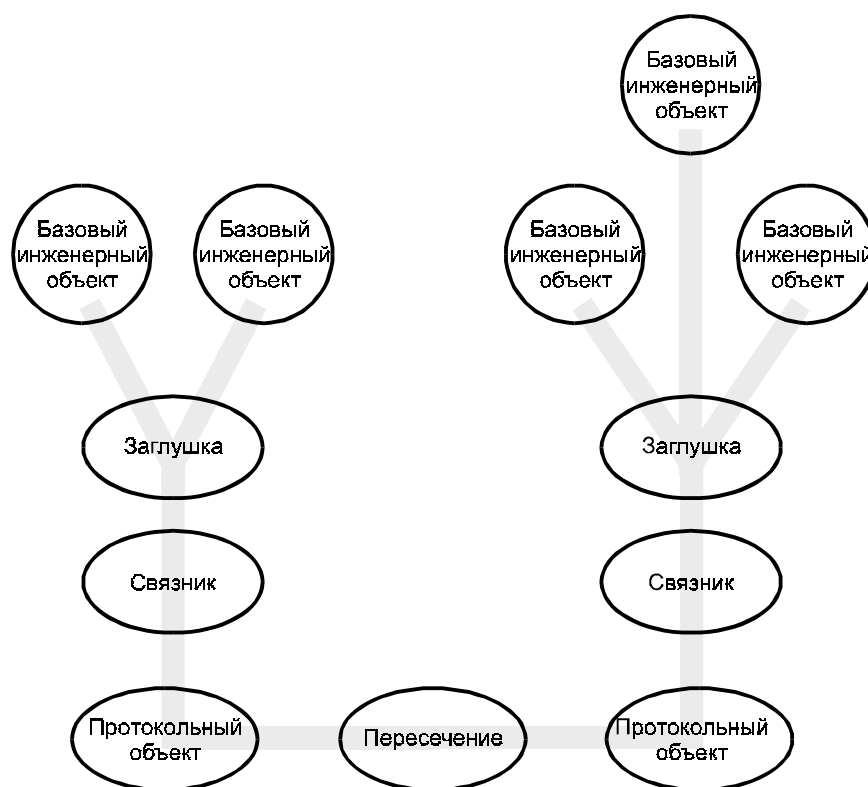 Базовый
инженерный
объект
Базовый
инженерный
объект
Базовый
инженерный
объект
Базовый
инженерный
объект
Базовый
инженерный
объект
Заглушка
Заглушка
Связник
Связник
Протокольный
объект
Пересечение
Протокольный
объект